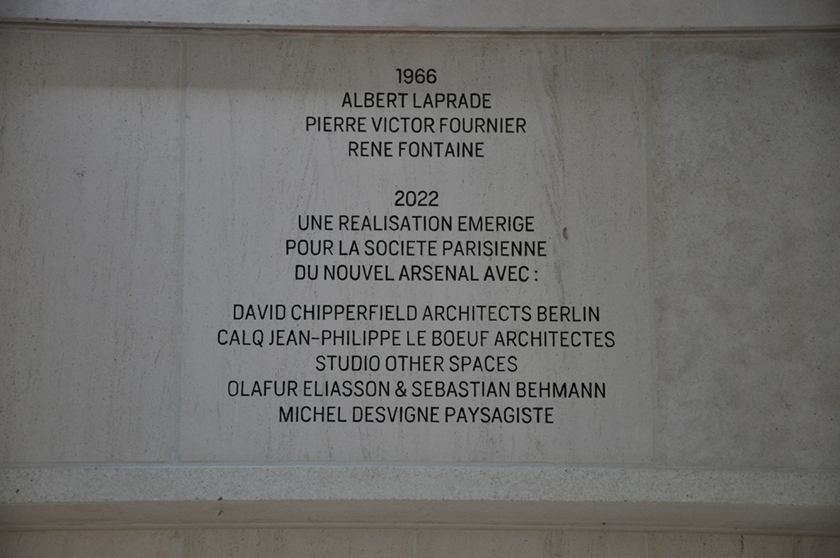 1966
ALBERT LAPRADE
PIERRE VICTOR FOURNIER
RENE FONTAINE
2022
UNE REALISATION EMERIGE
POUR LA SOCIETE PARISIENNE
DU NOUVEL ARSENAL AVEC :
DAVID CHIPPERFIELD ARCHITECTS BERLIN
CALQ JEAN-PHILIPPE LE BOEUF ARCHITECTES
STUDIO OTHER SPACES
OLAFUR ELIASSON & SEBASTIAN BEHMANN
MICHEL DESVIGNE PAYSAGISTE